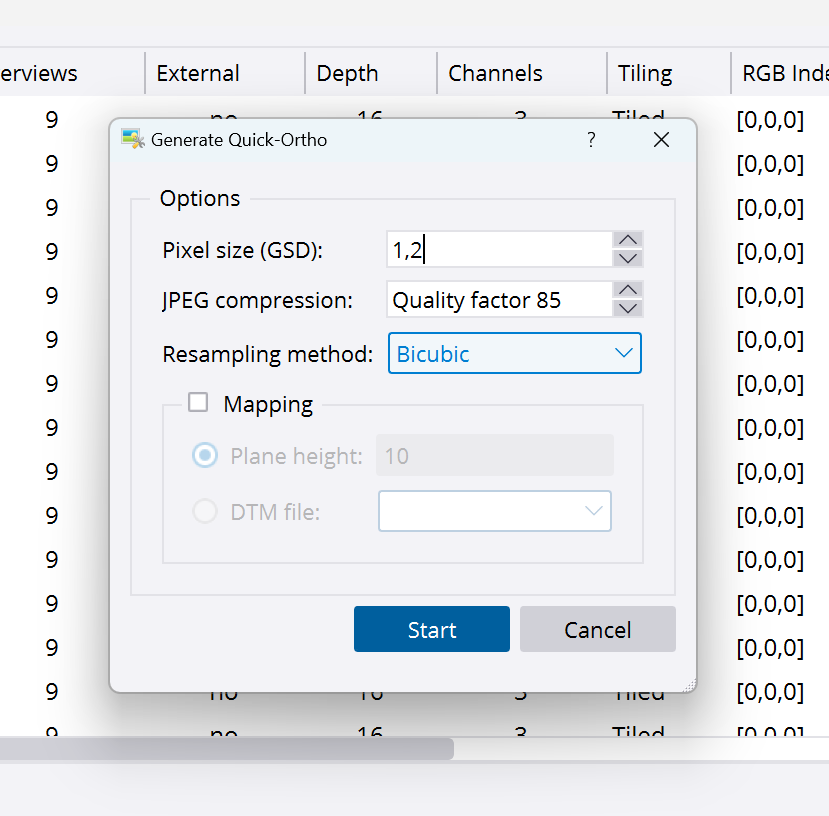 erviews External Depth Channels Tiling RGB Inde
9 no 16 3 Tiled [0,0,0]
Generate Quick-Ortho ?
9 [0,0,0]
Options
9 [0,0,0]
Pixel size (GSD): 1,2
9 [0,0,0]
JPEG compression: Quality factor 85
9 [0,0,0]
Resampling method: Bicubic
9 [0,0,0]
9 [0,0,0]
Mapping
9 [0,0,0]
Plane height: 10
9 [0,0,0]
DTM file:
9 [0,0,0]
9 [0,0,0]
9 [0,0,0]
Start Cancel
9 [0,0,0]
9 no 16 3 Tiled [0,0,0]
9 no 16 3 Tiled [0,0,0]